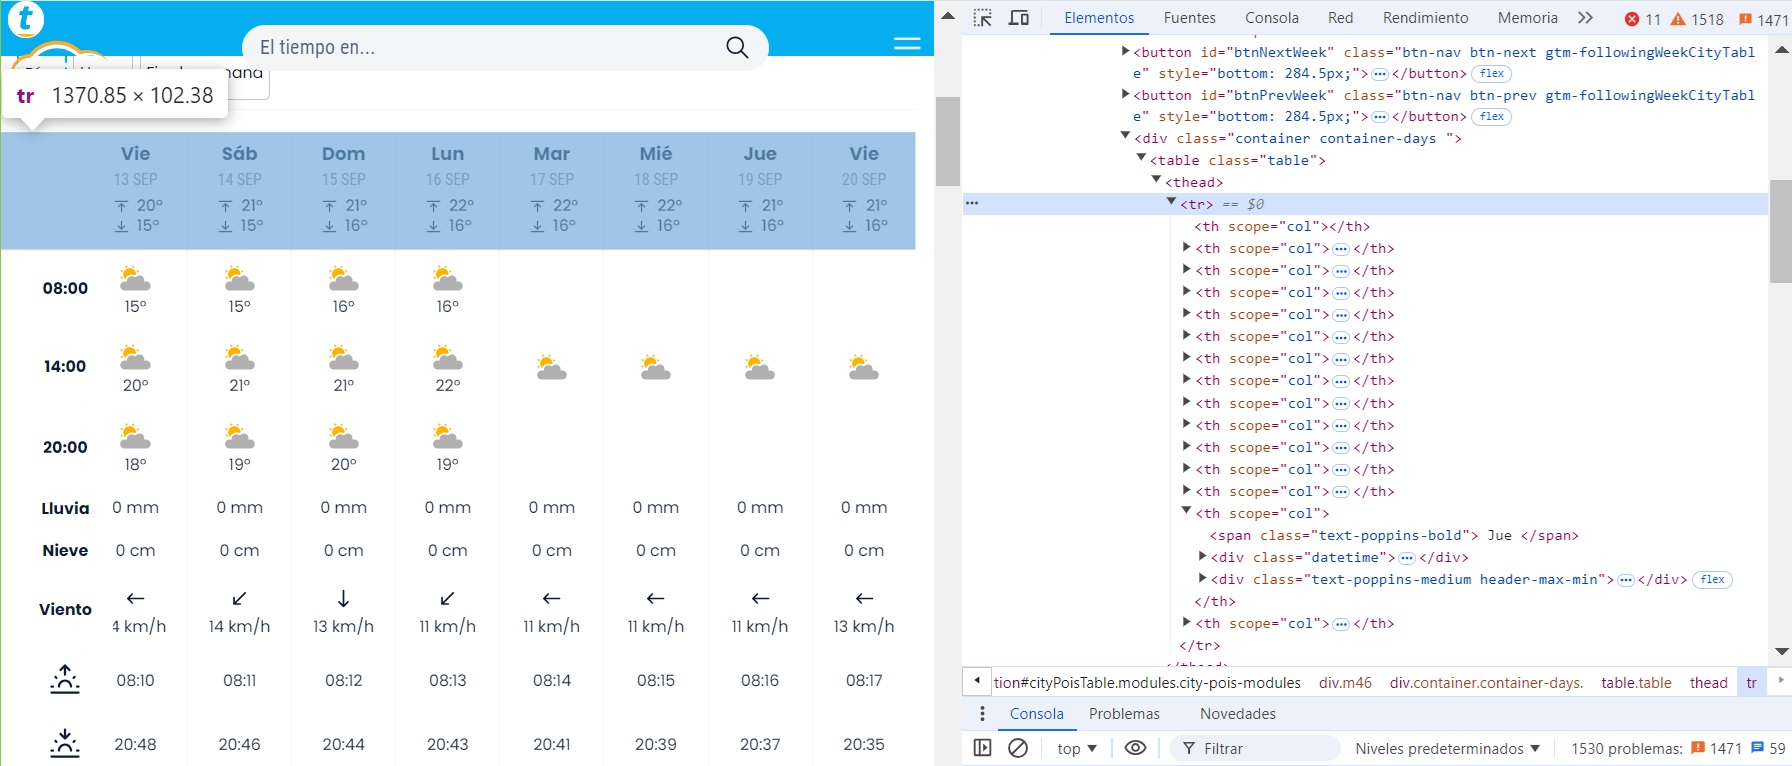 t
El tiempo en...
tr 1370.85 × 102.38
Vie Sáb Dom Lun Mar Mié Jue Vie
13 SEP 14 SEP 15 SEP 16 SEP 17 SEP 18 SEP 19 SEP 20 SEP
20° 21° 21° 22° 22° 22° 21° 21°
15° 15° 16° 16° 16° 16° 16° 16°
08:00
15° 15° 16° 16°
14:00
20° 21° 21° 22°
20:00
18° 19° 20° 19°
Lluvia 0 mm 0 mm 0 mm 0 mm 0 mm 0 mm 0 mm 0 mm
Nieve 0 cm 0 cm 0 cm 0 cm 0 cm 0 cm 0 cm 0 cm
Viento
4 km/h 14 km/h 13 km/h 11 km/h 11 km/h 11 km/h 11 km/h 13 km/h
08:10 08:11 08:12 08:13 08:14 08:15 08:16 08:17
20:48 20:46 20:44 20:43 20:41 20:39 20:37 20:35
Elementos Fuentes Consola Red Rendimiento Memoria 11 1518 1471
<button id="btnNextWeek" class="btn-nav btn-next gtm-followingWeekCityTabl
e" style="bottom: 284.5px;"> ••• </button> flex
<button id="btnPrevWeek" class="btn-nav btn-prev gtm-followingWeekCityTabl
e" style="bottom: 284.5px;"> ••• </button> flex
<div class="container container-days ">
<table class="table">
<thead>
••• <tr> == $0
<th scope="col"></th>
<th scope="col"> ••• </th>
<th scope="col"> ••• </th>
<th scope="col"> ••• </th>
<th scope="col"> ••• </th>
<th scope="col"> ••• </th>
<th scope="col"> ••• </th>
<th scope="col"> ••• </th>
<th scope="col"> ••• </th>
<th scope="col"> ••• </th>
<th scope="col"> ••• </th>
<th scope="col"> ••• </th>
<th scope="col"> ••• </th>
<th scope="col">
<span class="text-poppins-bold"> Jue </span>
<div class="datetime"> ••• </div>
<div class="text-poppins-medium header-max-min"> ••• </div> flex
</th>
<th scope="col"> ••• </th>
</tr>
</thead>
tion#cityPoisTable.modules.city-pois-modules div.m46 div.container.container-days. table.table thead tr
Consola Problemas Novedades
top Filtrar Niveles predeterminados 1530 problemas: 1471 59